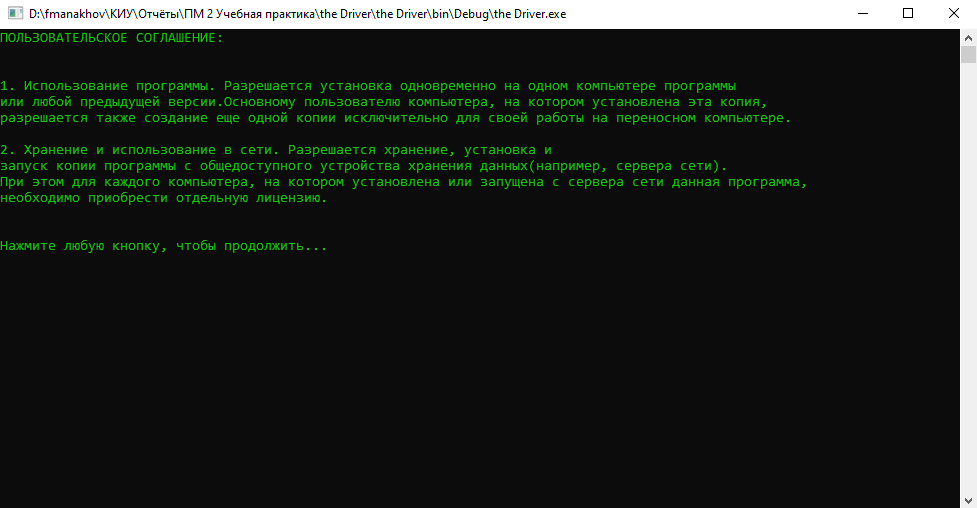 D:\fmanakhov\КИУ\Отчёты\ПМ 2 Учебная практика\the Driver\the Driver\bin\Debug\the Driver.exe
ПОЛЬЗОВАТЕЛЬСКОЕ СОГЛАШЕНИЕ:
1. Использование программы. Разрешается установка одновременно на одном компьютере программы
или любой предыдущей версии.Основному пользователю компьютера, на котором установлена эта копия,
разрешается также создание еще одной копии исключительно для своей работы на переносном компьютере.
2. Хранение и использование в сети. Разрешается хранение, установка и
запуск копии программы с общедоступного устройства хранения данных(например, сервера сети).
При этом для каждого компьютера, на котором установлена или запущена с сервера сети данная программа,
необходимо приобрести отдельную лицензию.
Нажмите любую кнопку, чтобы продолжить...